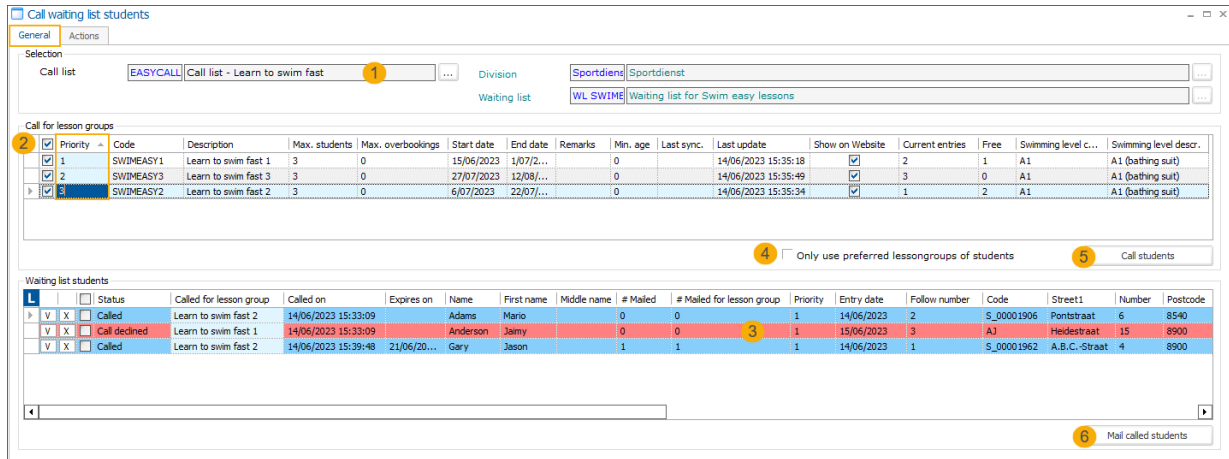 Call waiting list students
General Actions
Selection
Call list EASYCALL Call list - Learn to swim fast 1 ... Division Sportdiens Sportdienst ...
Waiting list WL SWIME Waiting list for Swim easy lessons ...
Call for lesson groups
2 Priority Code Description Max. students Max. overbookings Start date End date Remarks Min. age Last sync. Last update Show on Website Current entries Free Swimming level c... Swimming level descr.
1 SWIMEASY1 Learn to swim fast 1 3 0 15/06/2023 1/07/2... 0 14/06/2023 15:35:18 2 1 A1 A1 (bathing suit)
2 SWIMEASY3 Learn to swim fast 3 3 0 27/07/2023 12/08/... 0 14/06/2023 15:35:49 3 0 A1 A1 (bathing suit)
3 SWIMEASY2 Learn to swim fast 2 3 0 6/07/2023 22/07/... 0 14/06/2023 15:35:34 1 2 A1 A1 (bathing suit)
4 Only use preferred lessongroups of students 5 Call students
Waiting list students
L Status Called for lesson group Called on Expires on Name First name Middle name # Mailed # Mailed for lesson group Priority Entry date Follow number Code Street1 Number Postcode
V X Called Learn to swim fast 2 14/06/2023 15:33:09 Adams Mario 0 0 1 14/06/2023 2 S_00001906 Pontstraat 6 8540
V X Call declined Learn to swim fast 1 14/06/2023 15:33:09 Anderson Jaimy 0 0 3 1 15/06/2023 3 AJ Heidestraat 15 8900
V X Called Learn to swim fast 2 14/06/2023 15:39:48 21/06/20... Gary Jason 1 1 1 14/06/2023 1 S_00001962 A.B.C.-Straat 4 8900
6 Mail called students